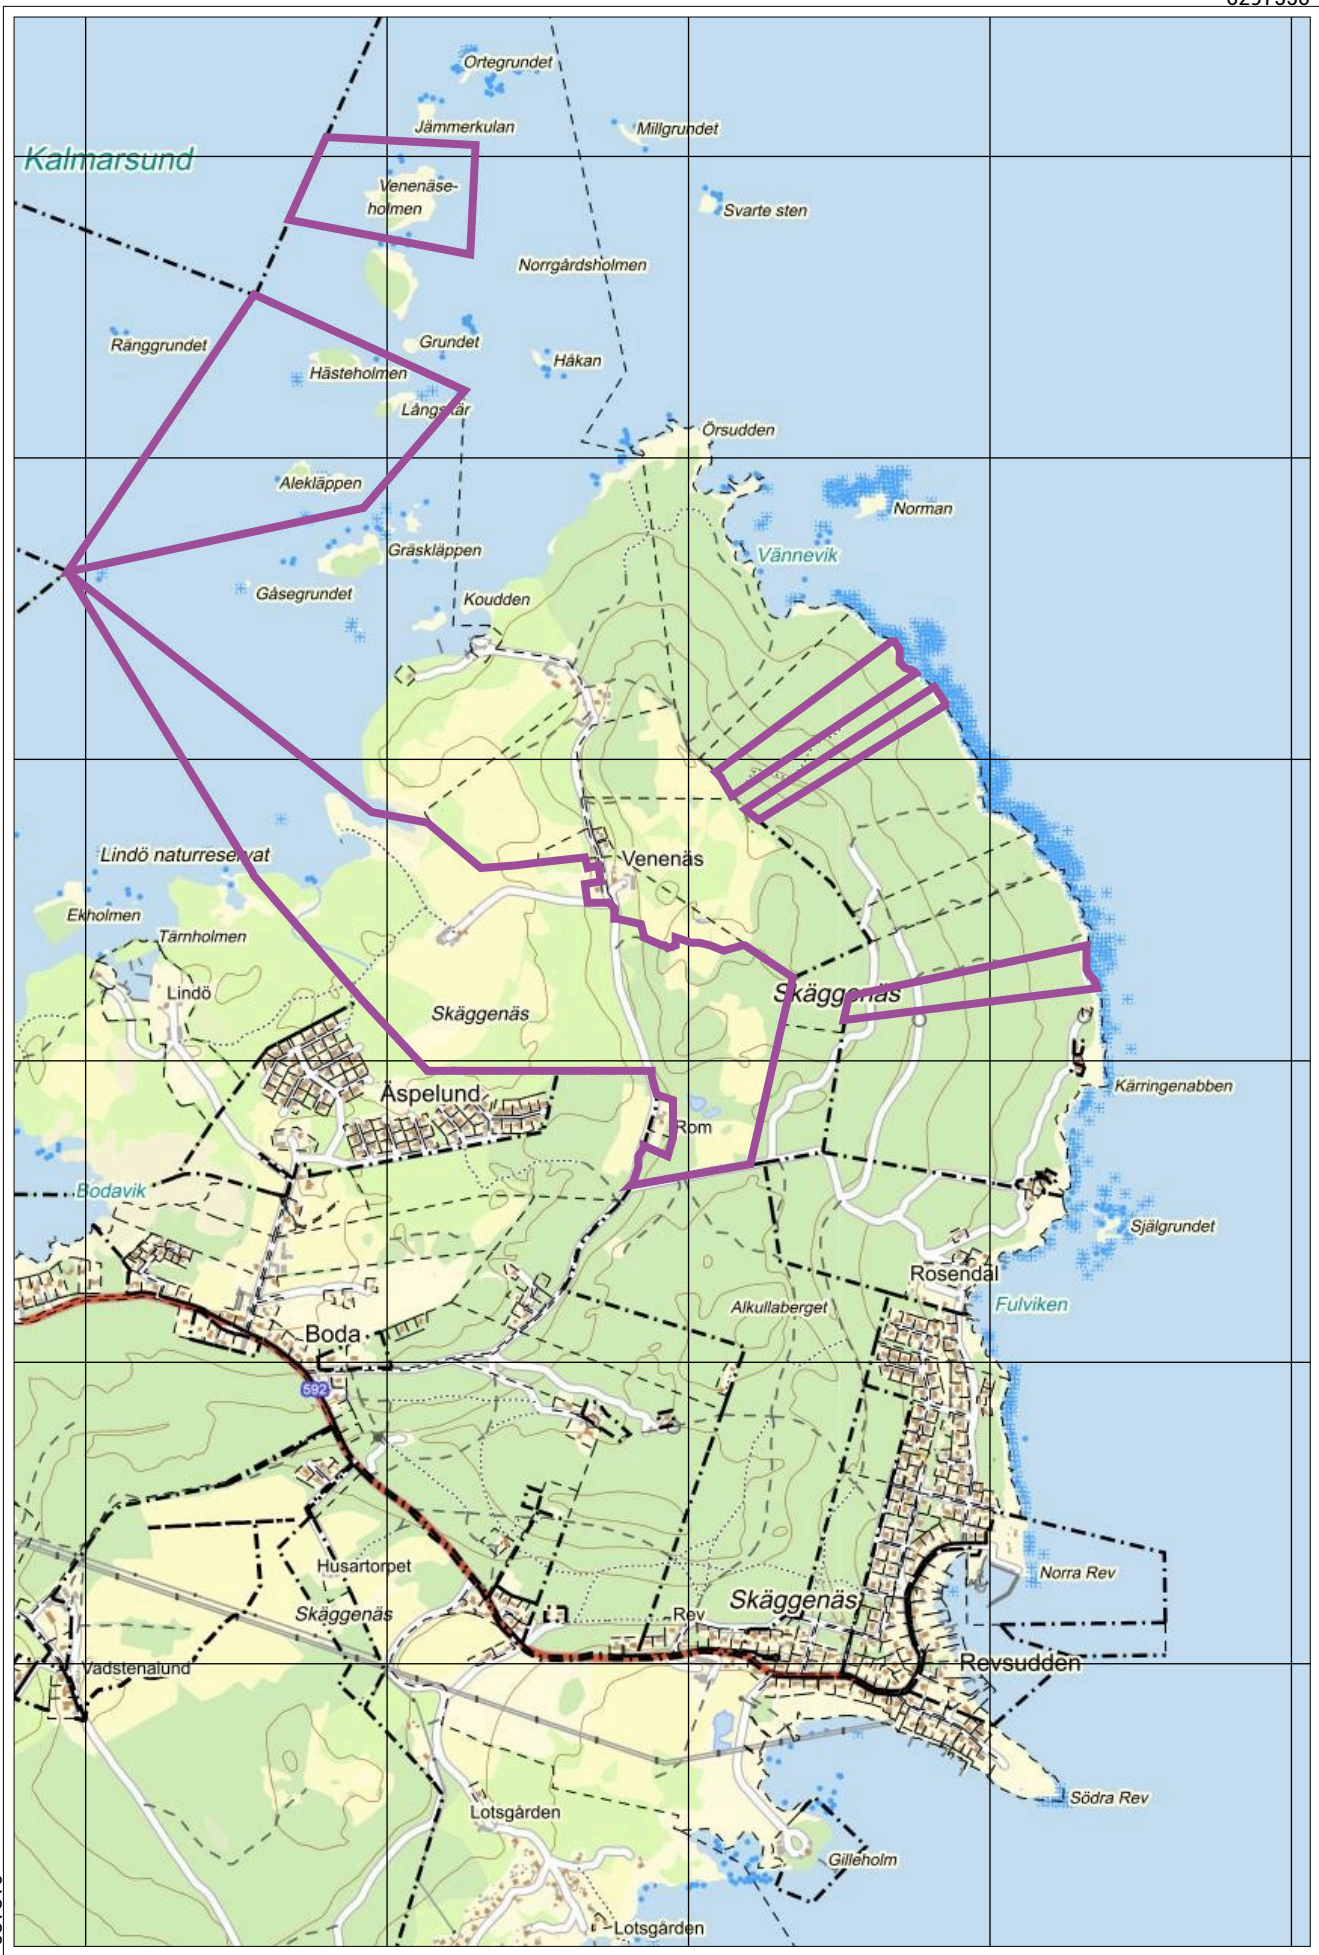 Ortegrundet
Jämmerkulan
Millgrundet
Kalmarsund
Venenäse-
holmen
Svarte sten
Norrgårdsholmen
Ränggrundet
Grundet
Håkan
Hästeholmen
Långskär
Örsudden
Alekläppen
Norman
Gräskläppen
Vännevik
Gåsegrundet
Koudden
Lindö naturreservat
Venenäs
Ekholmen
Tärnholmen
Lindö
Skäggenäs
Skäggenäs
Äspelund
Kärringenabben
Rom
Bodavik
Själgrundet
Rosendal
Alkullaberget
Fulviken
Boda
592
Husartorpet
Norra Rev
Skäggenäs
Skäggenäs
Rev
Vadstenalund
Revsudden
Södra Rev
Lotsgården
Gilleholm
Lotsgården